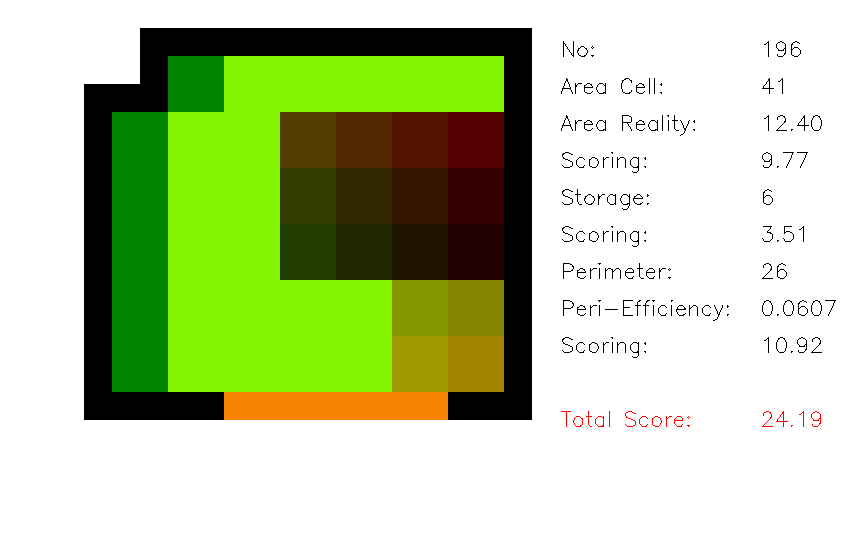 No: 196
Area Cell: 41
Area Reality: 12.40
Scoring: 9.77
Storage: 6
Scoring: 3.51
Perimeter: 26
Peri-Efficiency: 0.0607
Scoring: 10.92
Total Score: 24.19